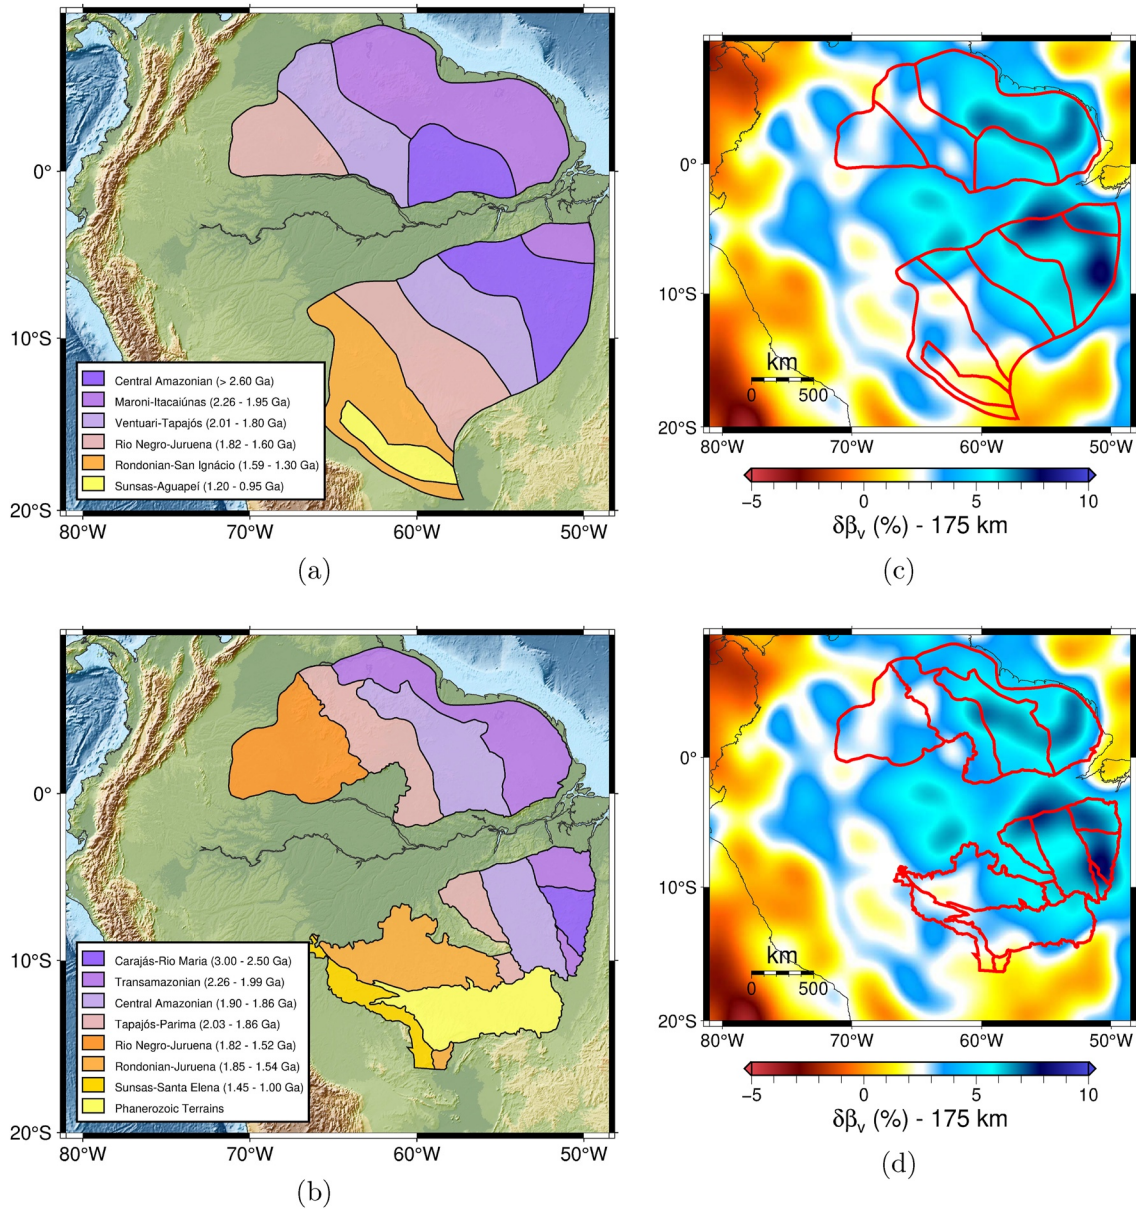 0°
10°S
20°S
80°W
70°W
60°W
50°W
Central Amazonian (> 2.60 Ga)
Maroni-Itacaiúnas (2.26 - 1.95 Ga)
Ventuari-Tapajós (2.01 - 1.80 Ga)
Rio Negro-Juruena (1.82 - 1.60 Ga)
Rondonian-San Ignácio (1.59 - 1.30 Ga)
Sunsas-Aguapeí (1.20 - 0.95 Ga)
(a)
0°
10°S
20°S
80°W
70°W
60°W
50°W
km
0
500
−5
0
5
10
δβv (%) - 175 km
(c)
0°
10°S
20°S
80°W
70°W
60°W
50°W
Carajás-Rio Maria (3.00 - 2.50 Ga)
Transamazonian (2.26 - 1.99 Ga)
Central Amazonian (1.90 - 1.86 Ga)
Tapajós-Parima (2.03 - 1.86 Ga)
Rio Negro-Juruena (1.82 - 1.52 Ga)
Rondonian-Juruena (1.85 - 1.54 Ga)
Sunsas-Santa Elena (1.45 - 1.00 Ga)
Phanerozoic Terrains
(b)
0°
10°S
20°S
80°W
70°W
60°W
50°W
km
0
500
−5
0
5
10
δβv (%) - 175 km
(d)